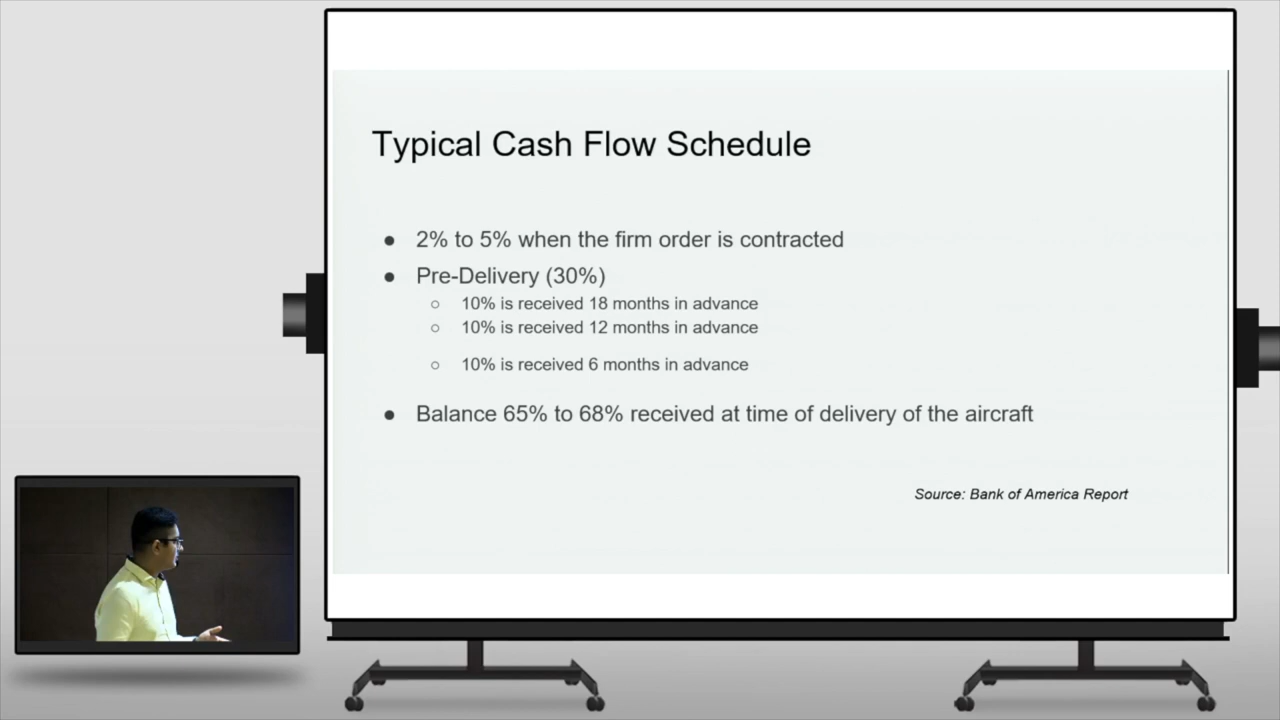 Typical Cash Flow Schedule
● 2% to 5% when the firm order is contracted
● Pre-Delivery (30%)
○ 10% is received 18 months in advance
○ 10% is received 12 months in advance
○ 10% is received 6 months in advance
● Balance 65% to 68% received at time of delivery of the aircraft
Source: Bank of America Report